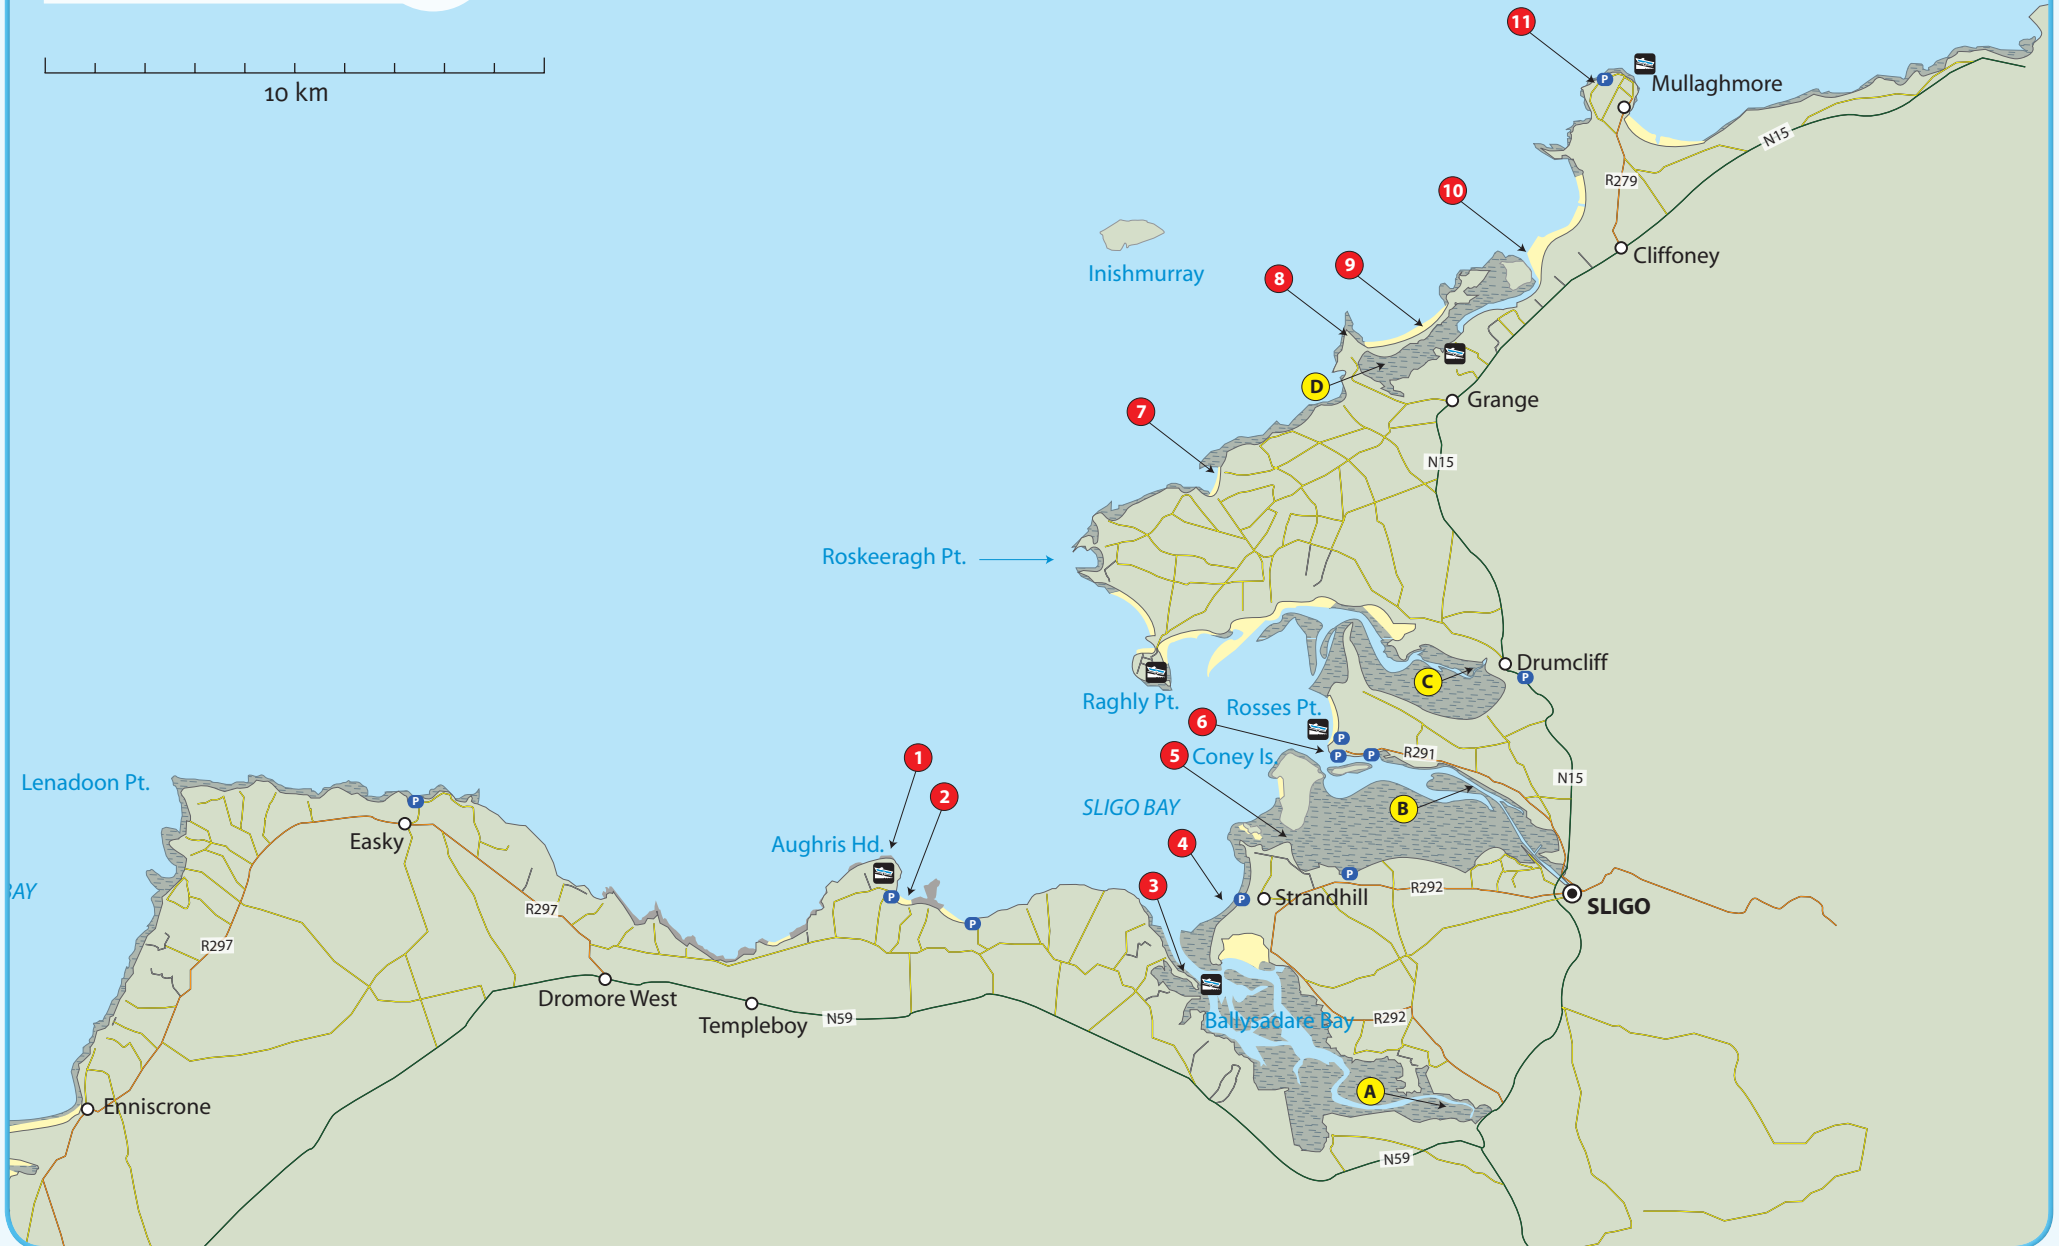 11
Mullaghmore
10 km
N15
R279
10
Cliffoney
Inishmurray
8
9
D
Grange
7
N15
Roskeeragh Pt.
Drumcliff
C
Raghly Pt.
Rosses Pt.
6
5
Coney Is.
R291
1
Lenadoon Pt.
N15
2
SLIGO BAY
B
Easky
Aughris Hd.
4
3
BAY
R292
Strandhill
SLIGO
R297
R297
Dromore West
Templeboy
N59
Ballysadare Bay
R292
A
Enniscrone
N59
P
P
P
P
P
P
P
P
P
P